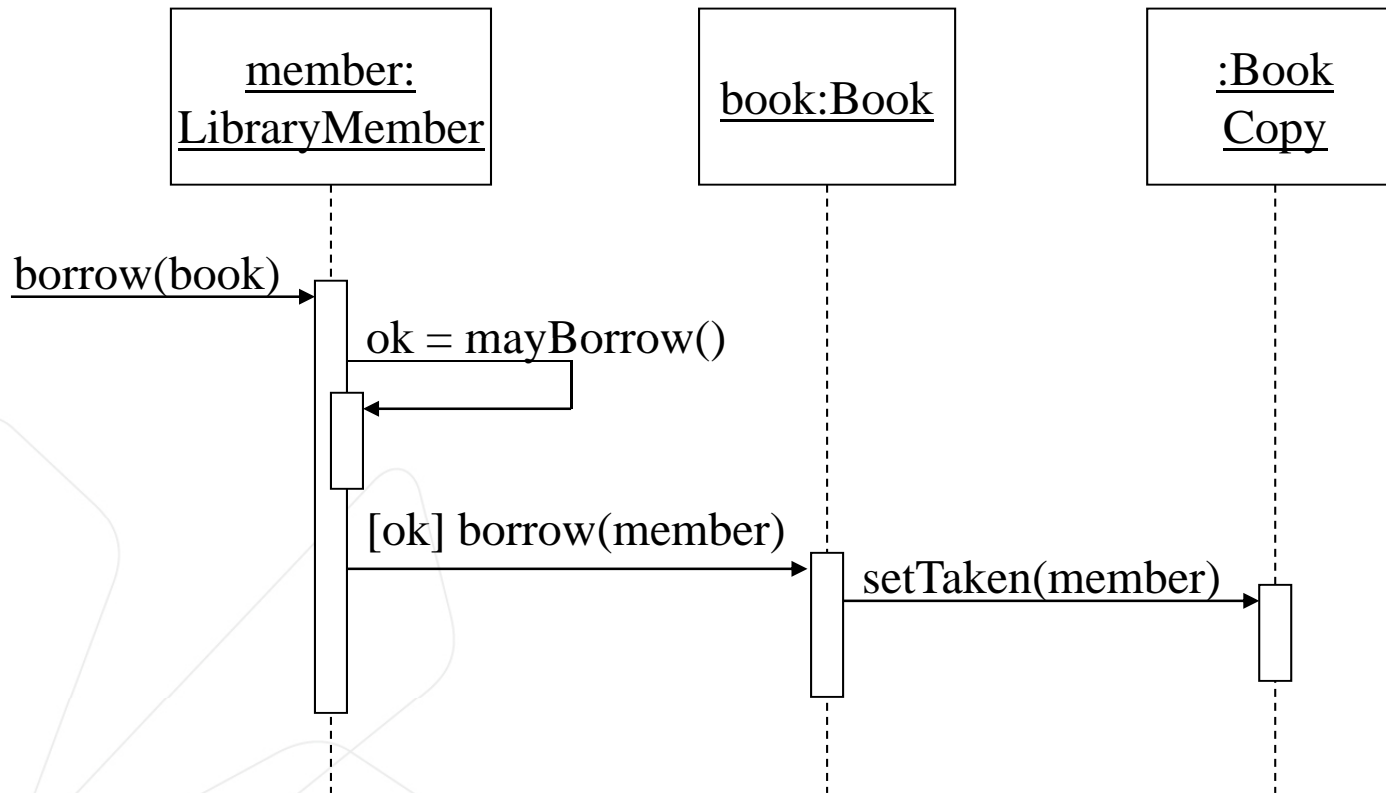 member:
LibraryMember
book:Book
:Book
Copy
borrow(book)
ok = mayBorrow()
[ok] borrow(member)
setTaken(member)